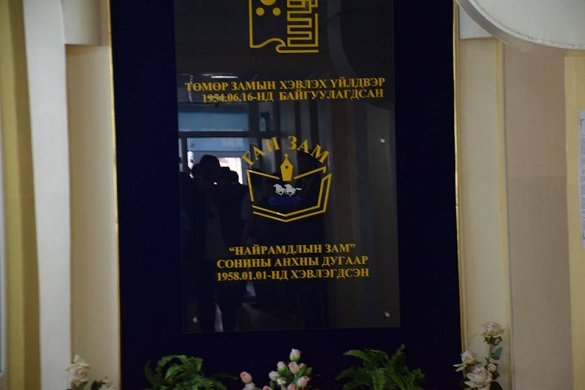 ТӨМӨР ЗАМЫН ХЭВЛЭХ ҮЙЛДВЭР
1954.06.16-НД БАЙГУУЛАГДСАН
ГАН ЗАМ
"НАЙРАМДЛЫН ЗАМ"
СОНИНЫ АНХНЫ ДУГААР
1958.01.01-НД ХЭВЛЭГДСЭН